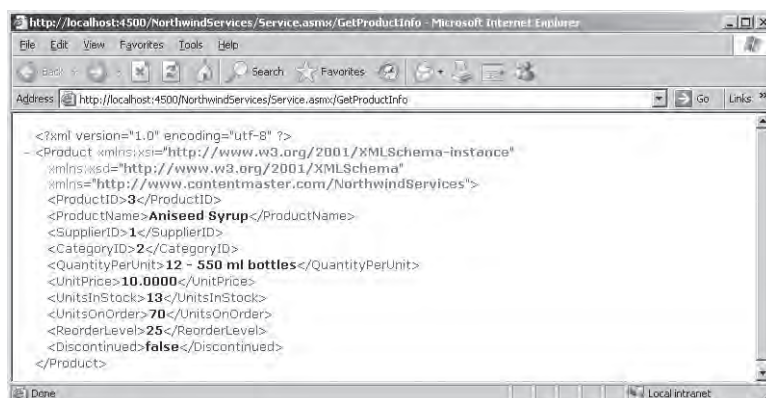 http://localhost:4500/NorthwindServices/Service.asmx/GetProductInfo - Microsoft Internet Explorer
File Edit View Favorites Tools Help
Back Search Favorites
Address http://localhost:4500/NorthwindServices/Service.asmx/GetProductInfo Go Links »
<?xml version="1.0" encoding="utf-8" ?>
- <Product xmlns:xsi="http://www.w3.org/2001/XMLSchema-instance"
xmlns:xsd="http://www.w3.org/2001/XMLSchema"
xmlns="http://www.contentmaster.com/NorthwindServices">
<ProductID>3</ProductID>
<ProductName>Aniseed Syrup</ProductName>
<SupplierID>1</SupplierID>
<CategoryID>2</CategoryID>
<QuantityPerUnit>12 - 550 ml bottles</QuantityPerUnit>
<UnitPrice>10.0000</UnitPrice>
<UnitsInStock>13</UnitsInStock>
<UnitsOnOrder>70</UnitsOnOrder>
<ReorderLevel>25</ReorderLevel>
<Discontinued>false</Discontinued>
</Product>
Done Local intranet